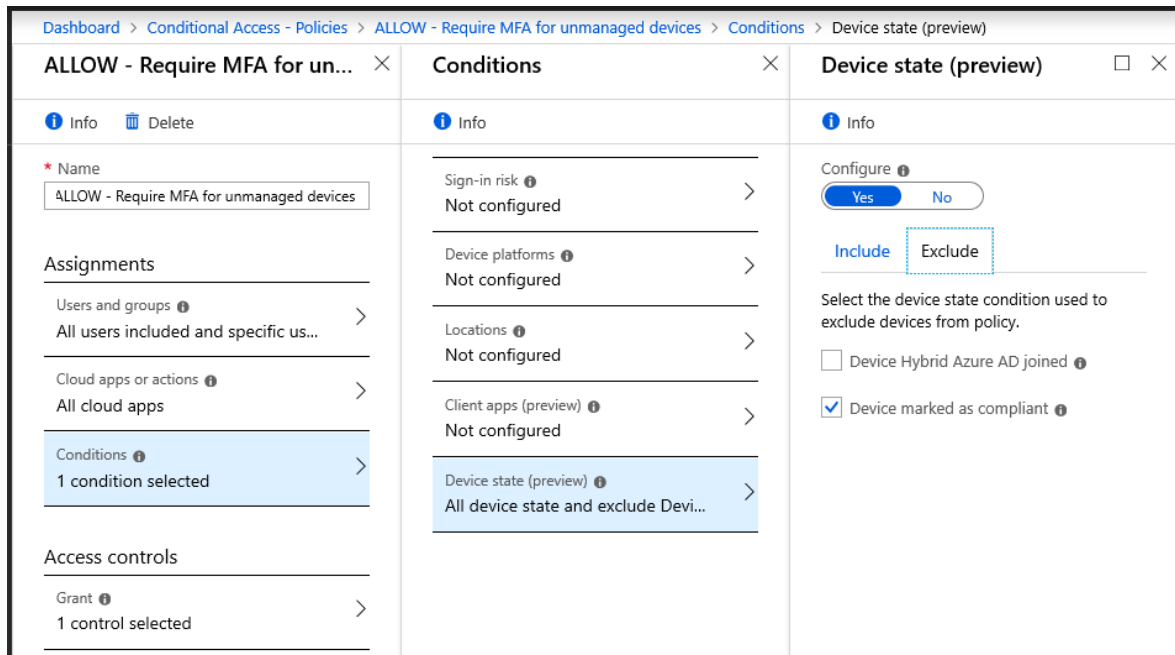 Dashboard > Conditional Access - Policies > ALLOW - Require MFA for unmanaged devices > Conditions > Device state (preview)
ALLOW - Require MFA for un...
Info
Delete
* Name
ALLOW - Require MFA for unmanaged devices
Assignments
Users and groups
All users included and specific us...
Cloud apps or actions
All cloud apps
Conditions
1 condition selected
Access controls
Grant
1 control selected
Conditions
Info
Sign-in risk
Not configured
Device platforms
Not configured
Locations
Not configured
Client apps (preview)
Not configured
Device state (preview)
All device state and exclude Devi...
Device state (preview)
Info
Configure
Yes No
Include Exclude
Select the device state condition used to
exclude devices from policy.
Device Hybrid Azure AD joined
Device marked as compliant